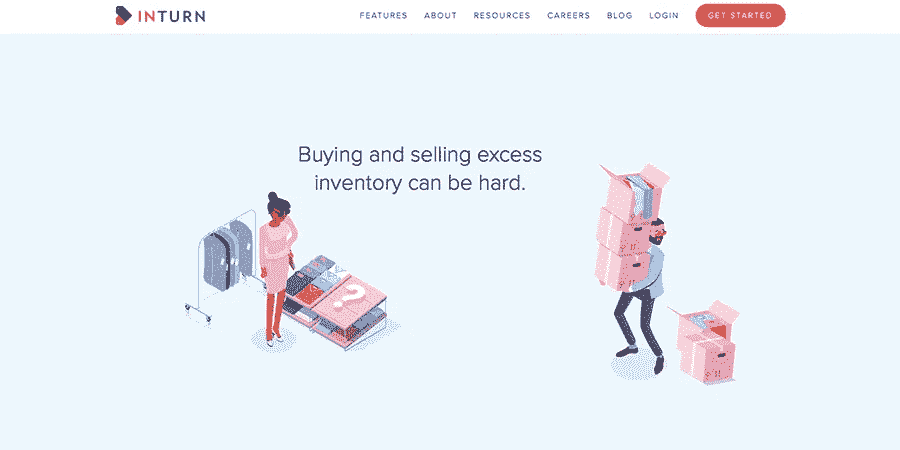 INTURN
FEATURES
ABOUT
RESOURCES
CAREERS
BLOG
LOGIN
GET STARTED
Buying and selling excess
inventory can be hard.
?